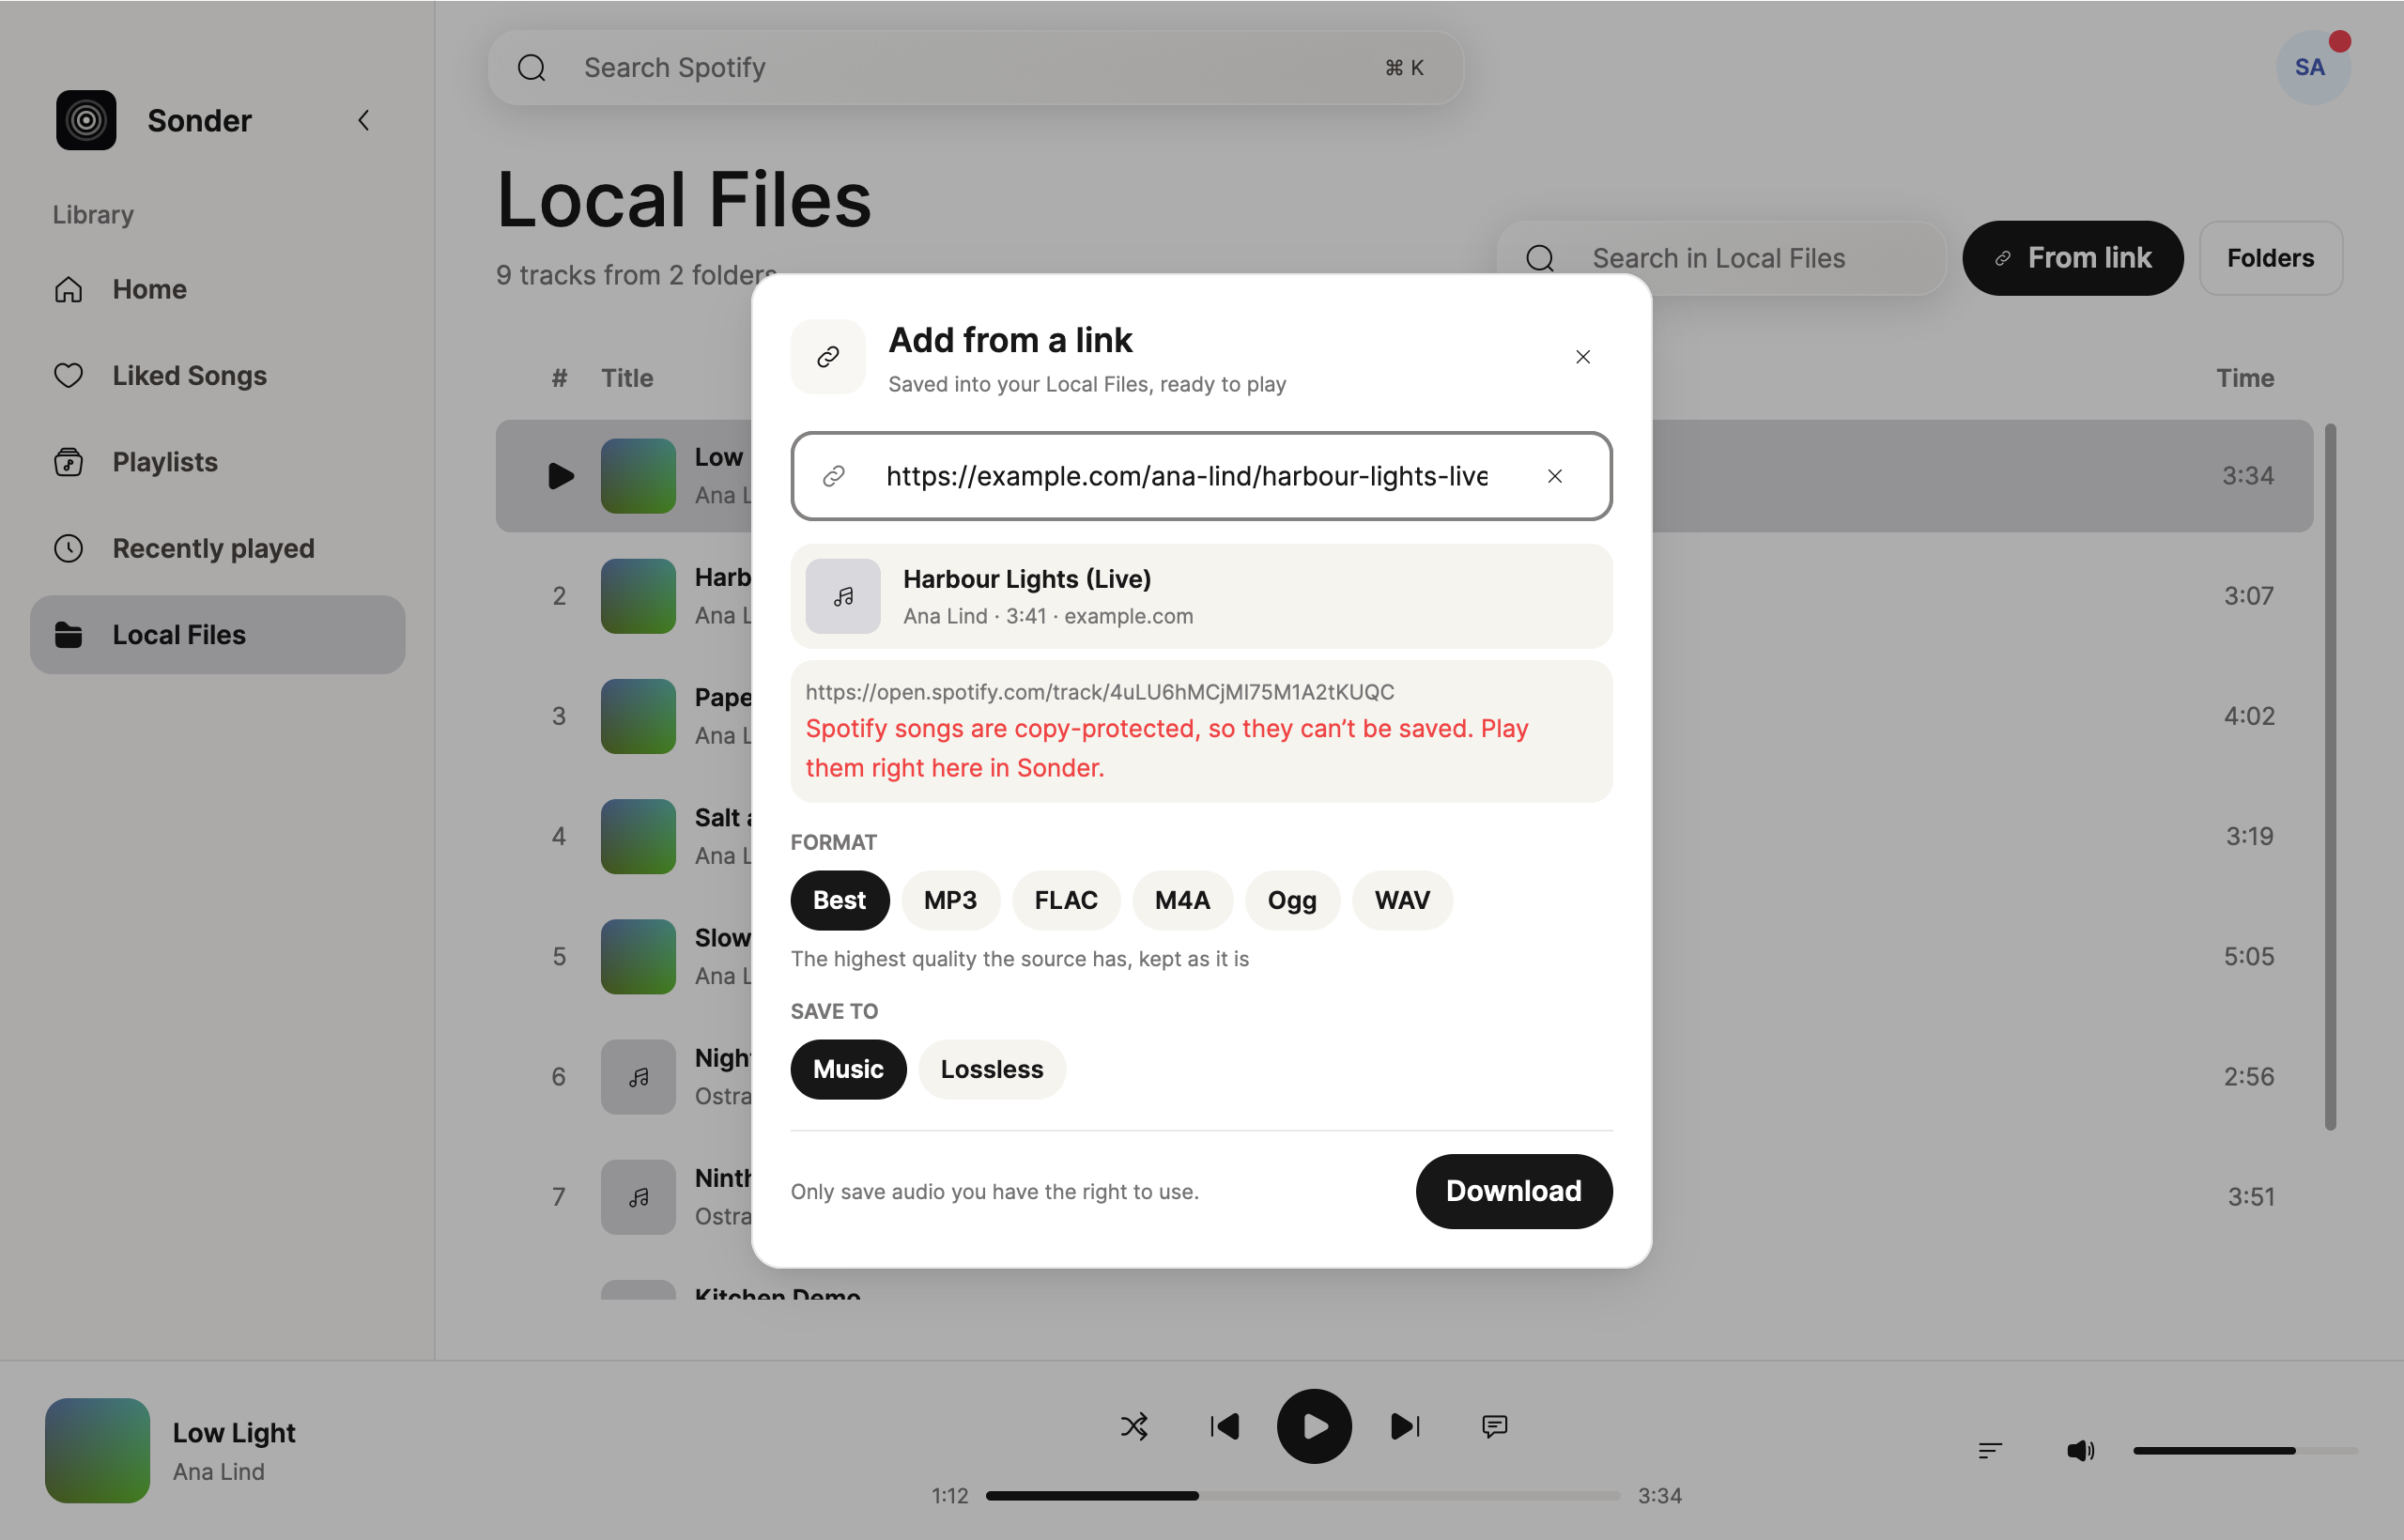 Search Spotify
⌘ K
SA
Sonder
Library
Home
Liked Songs
Playlists
Recently played
Local Files
Local Files
9 tracks from 2 folders
Search in Local Files
From link
Folders
# Title Time
Low
Ana L
3:34
2
Harb
Ana L
3:07
3
Pape
Ana L
4:02
4
Salt a
Ana L
3:19
5
Slow
Ana L
5:05
6
Nigh
Ostra
2:56
7
Ninth
Ostra
3:51
Kitchen Demo
Add from a link
Saved into your Local Files, ready to play
https://example.com/ana-lind/harbour-lights-live
Harbour Lights (Live)
Ana Lind · 3:41 · example.com
https://open.spotify.com/track/4uLU6hMCjMI75M1A2tKUQC
Spotify songs are copy-protected, so they can’t be saved. Play
them right here in Sonder.
FORMAT
Best MP3 FLAC M4A Ogg WAV
The highest quality the source has, kept as it is
SAVE TO
Music Lossless
Only save audio you have the right to use.
Download
Low Light
Ana Lind
1:12
3:34